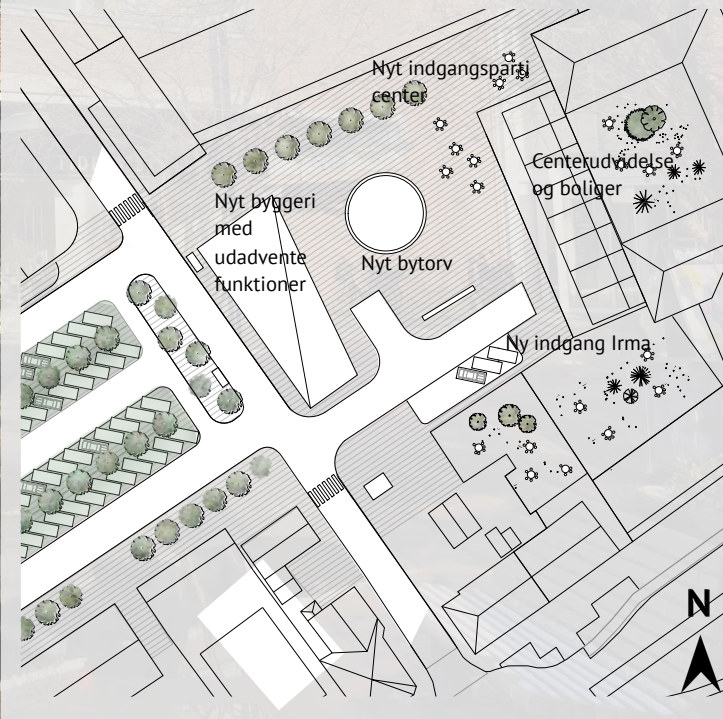 Nyt indgangsparti
center
Centerudvidelse
og boliger
Nyt byggeri
med
udadvente
funktioner
Nyt bytorv
Ny indgang Irma
N